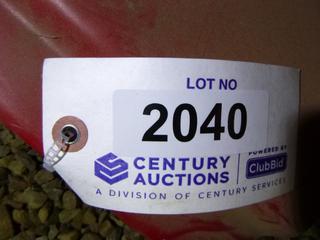 LOT NO
2040
CENTURY AUCTIONS
POWERED BY ClubBid
A DIVISION OF CENTURY SERVICES